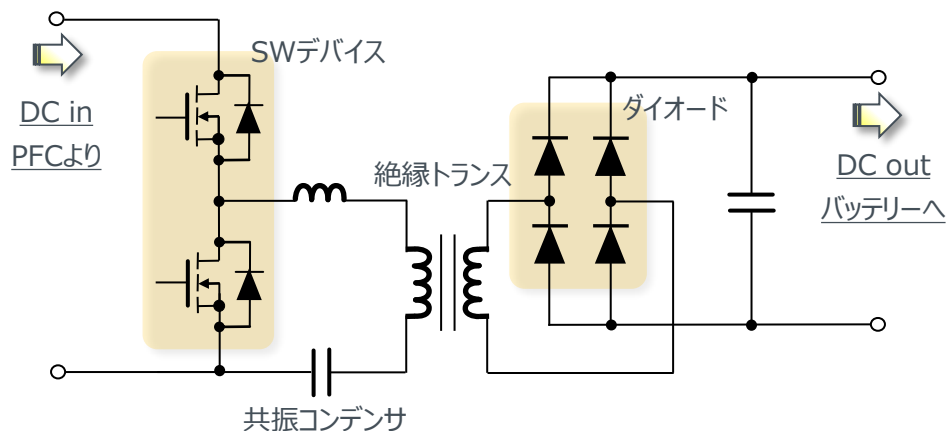 SWデバイス
DC in
PFCより
ダイオード
絶縁トランス
DC out
バッテリーへ
共振コンデンサ